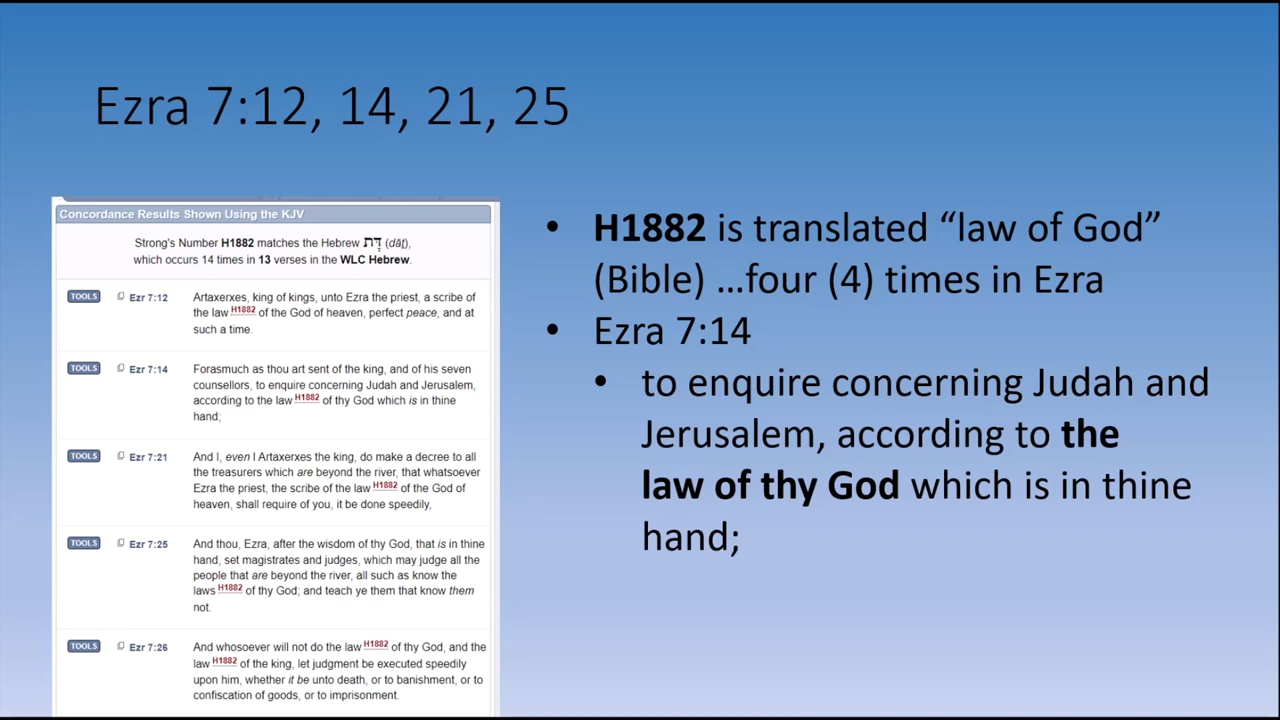 Ezra 7:12, 14, 21, 25
Concordance Results Shown Using the KJV
Strong's Number H1882 matches the Hebrew דָּת (dāṯ),
which occurs 14 times in 13 verses in the WLC Hebrew.
TOOLS Ezr 7:12 Artaxerxes, king of kings, unto Ezra the priest, a scribe of
the law H1882 of the God of heaven, perfect peace, and at
such a time.
TOOLS Ezr 7:14 Forasmuch as thou art sent of the king, and of his seven
counsellors, to enquire concerning Judah and Jerusalem,
according to the law H1882 of thy God which is in thine
hand;
TOOLS Ezr 7:21 And I, even I Artaxerxes the king, do make a decree to all
the treasurers which are beyond the river, that whatsoever
Ezra the priest, the scribe of the law H1882 of the God of
heaven, shall require of you, it be done speedily,
TOOLS Ezr 7:25 And thou, Ezra, after the wisdom of thy God, that is in thine
hand, set magistrates and judges, which may judge all the
people that are beyond the river, all such as know the
laws H1882 of thy God; and teach ye them that know them
not.
TOOLS Ezr 7:26 And whosoever will not do the law H1882 of thy God, and the
law H1882 of the king, let judgment be executed speedily
upon him, whether it be unto death, or to banishment, or to
confiscation of goods, or to imprisonment.
• H1882 is translated “law of God”
(Bible) …four (4) times in Ezra
• Ezra 7:14
• to enquire concerning Judah and
Jerusalem, according to the
law of thy God which is in thine
hand;